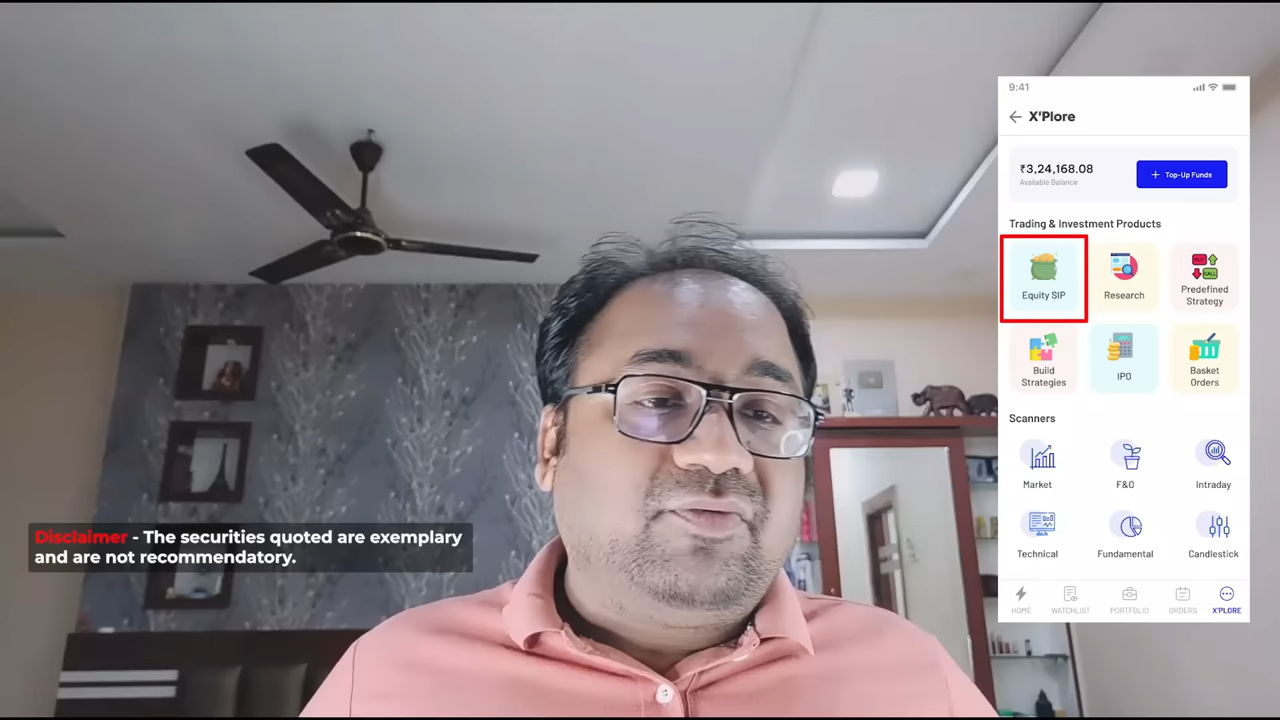 9:41
X'Plore
₹3,24,168.08
Available Balance
+ Top-Up Funds
Trading & Investment Products
Equity SIP
Research
PUT
CALL
Predefined
Strategy
Build
Strategies
IPO
Basket
Orders
Scanners
Market
F&O
Intraday
Technical
Fundamental
Candlestick
HOME
WATCHLIST
PORTFOLIO
ORDERS
X'PLORE
Disclaimer - The securities quoted are exemplary
and are not recommendatory.